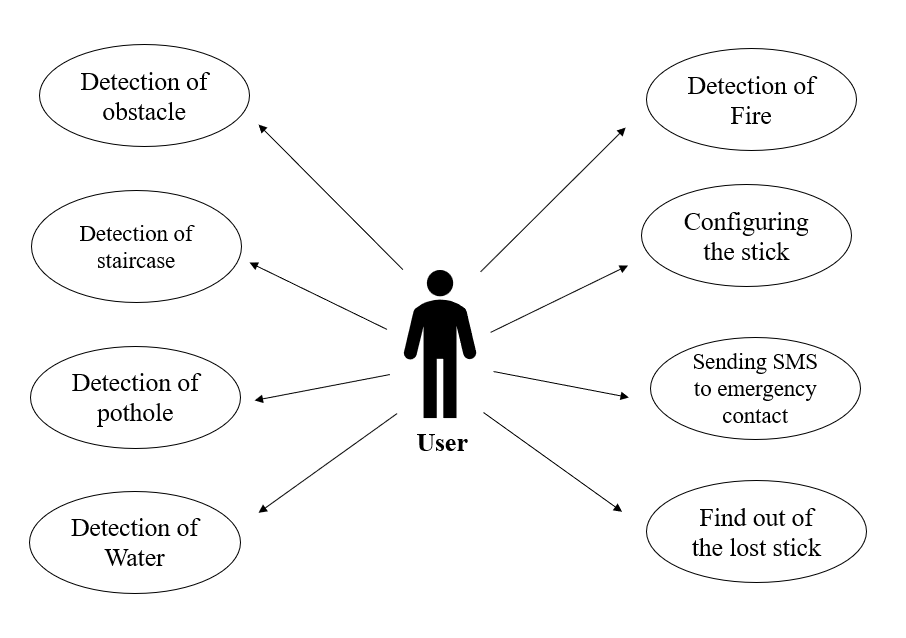 Detection of
obstacle
Detection of
staircase
Detection of
pothole
Detection of
Water
User
Detection of
Fire
Configuring
the stick
Sending SMS
to emergency
contact
Find out of
the lost stick